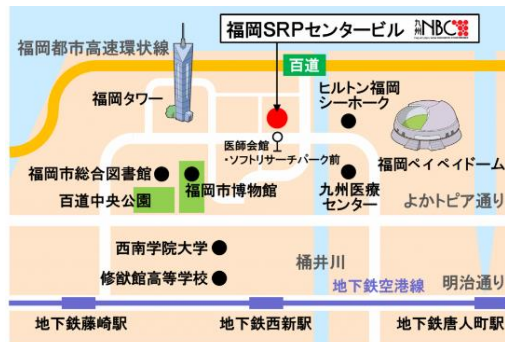 福岡SRPセンタービル 九州NBC
福岡都市高速環状線
百道
福岡タワー
ヒルトン福岡
シーホーク
医師会館
・ソフトリサーチパーク前
福岡ペイペイドーム
福岡市総合図書館
福岡市博物館
九州医療
センター
百道中央公園
よかトピア通り
西南学院大学
樋井川
修猷館高等学校
地下鉄空港線
明治通り
地下鉄藤崎駅
地下鉄西新駅
地下鉄唐人町駅